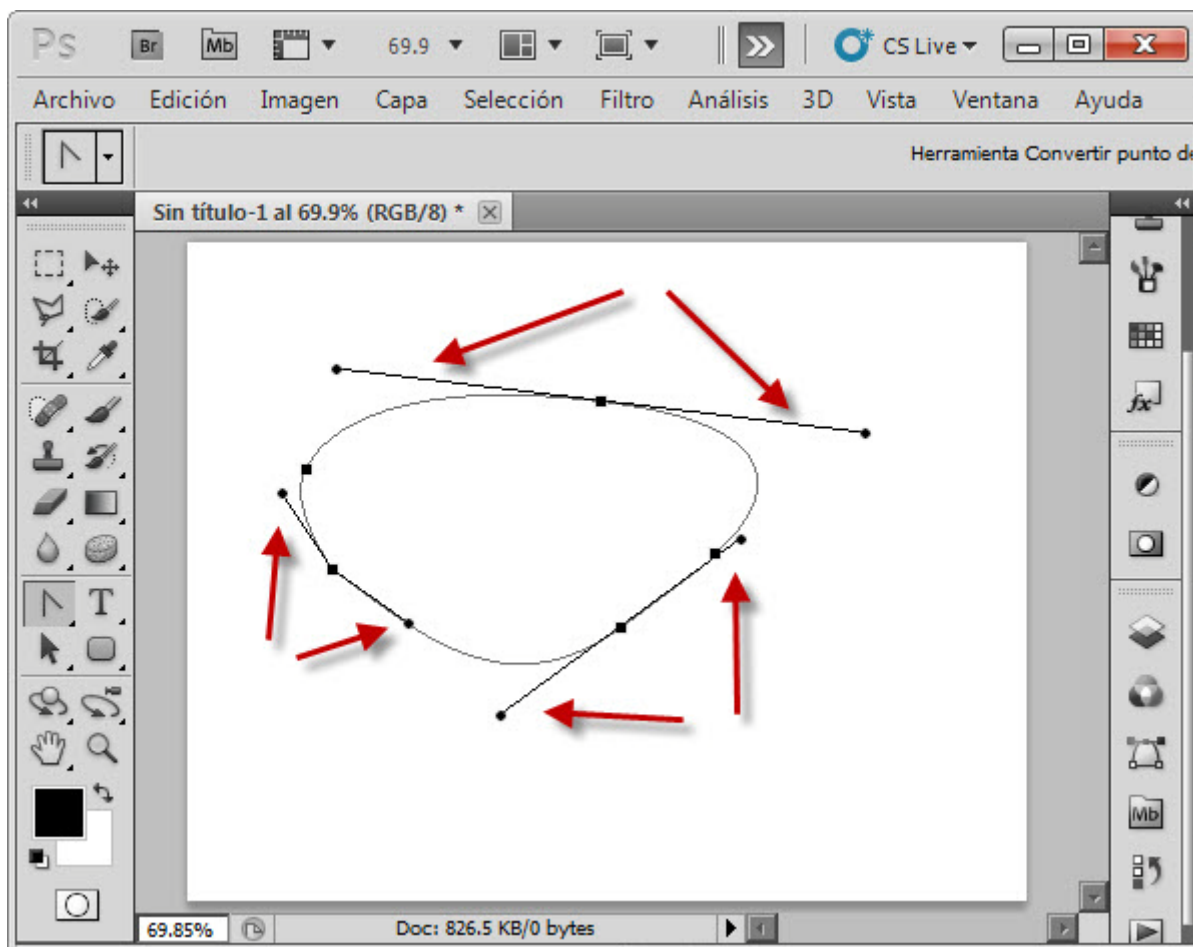 Ps Br Mb 69.9 CS Live
Archivo Edición Imagen Capa Selección Filtro Análisis 3D Vista Ventana Ayuda
Herramienta Convertir punto de
Sin título-1 al 69.9% (RGB/8) *
fx
T
Mb
69.85% Doc: 826.5 KB/0 bytes